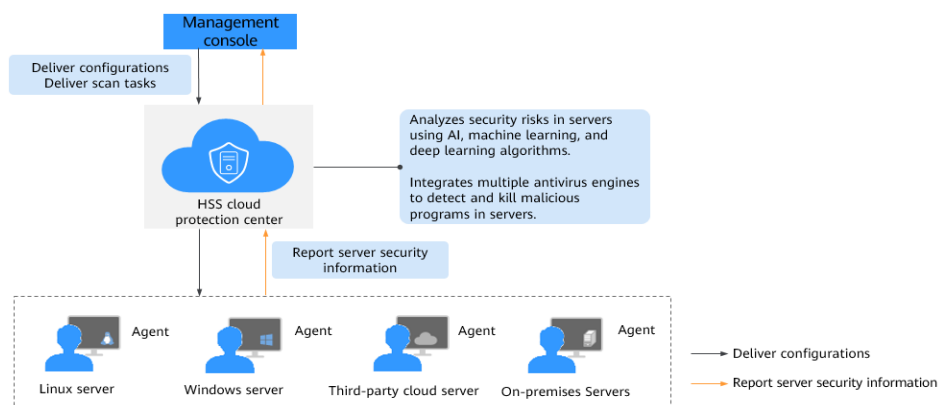 Management
console
Deliver configurations
Deliver scan tasks
Analyzes security risks in servers
using AI, machine learning, and
deep learning algorithms.
Integrates multiple antivirus engines
to detect and kill malicious
programs in servers.
HSS cloud
protection center
Report server security
information
Agent
Agent
Agent
Agent
Linux server
Windows server
Third-party cloud server
On-premises Servers
Deliver configurations
Report server security information